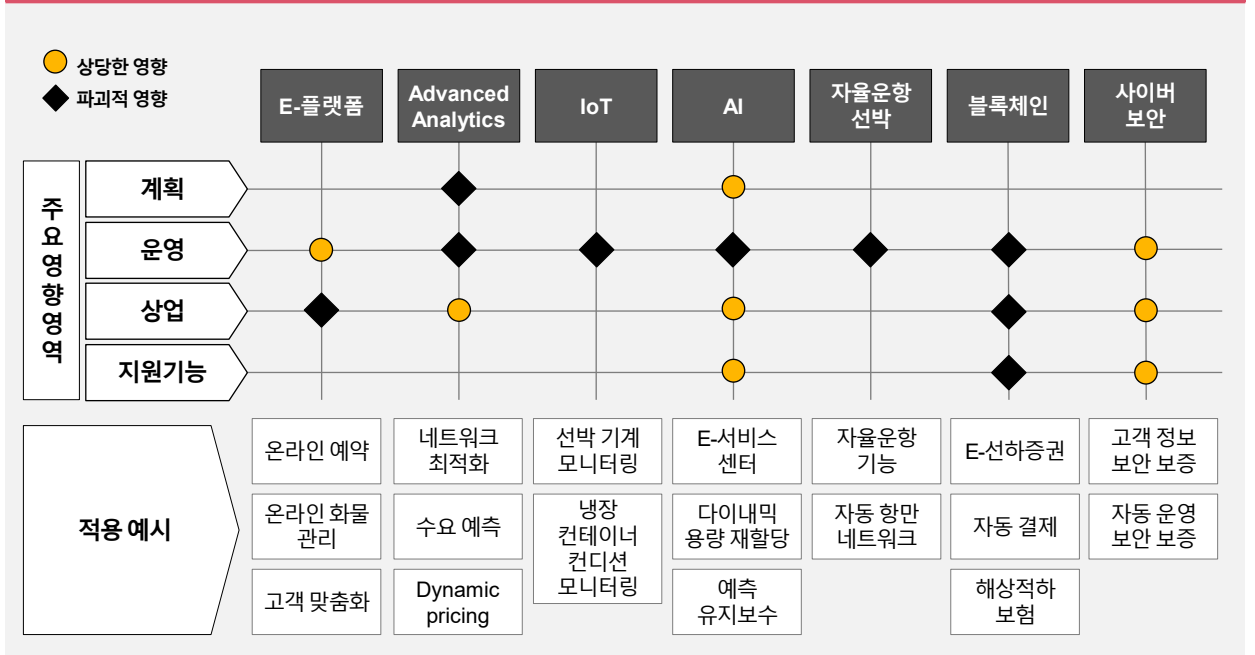 상당한 영향
파괴적 영향
E-플랫폼
Advanced
Analytics
IoT
AI
자율운항
선박
블록체인
사이버
보안
주요영향영역
계획
운영
상업
지원기능
적용 예시
온라인 예약
네트워크
최적화
선박 기계
모니터링
E-서비스
센터
자율운항
기능
E-선하증권
고객 정보
보안 보증
온라인 화물
관리
수요 예측
냉장
컨테이너
컨디션
모니터링
다이내믹
용량 재할당
자동 항만
네트워크
자동 결제
자동 운영
보안 보증
고객 맞춤화
Dynamic
pricing
예측
유지보수
해상적하
보험